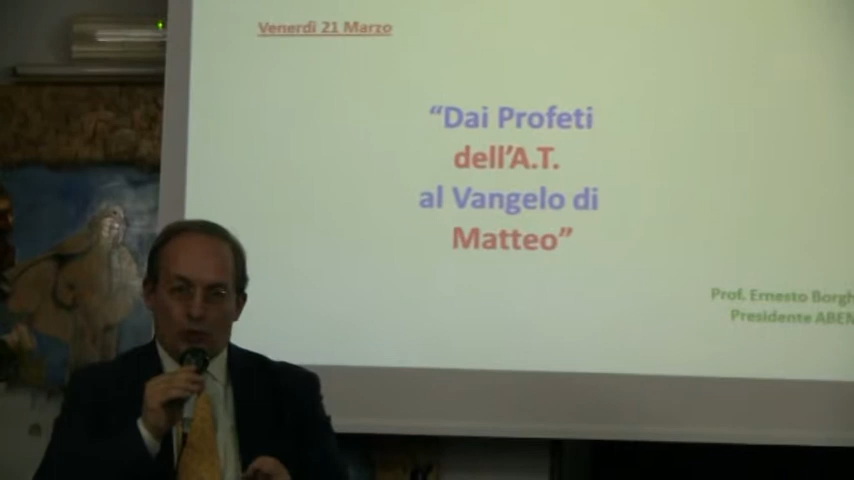 Venerdì 21 Marzo
“Dai Profeti
dell’A.T.
al Vangelo di
Matteo”
Prof. Ernesto Borgh
Presidente ABEM